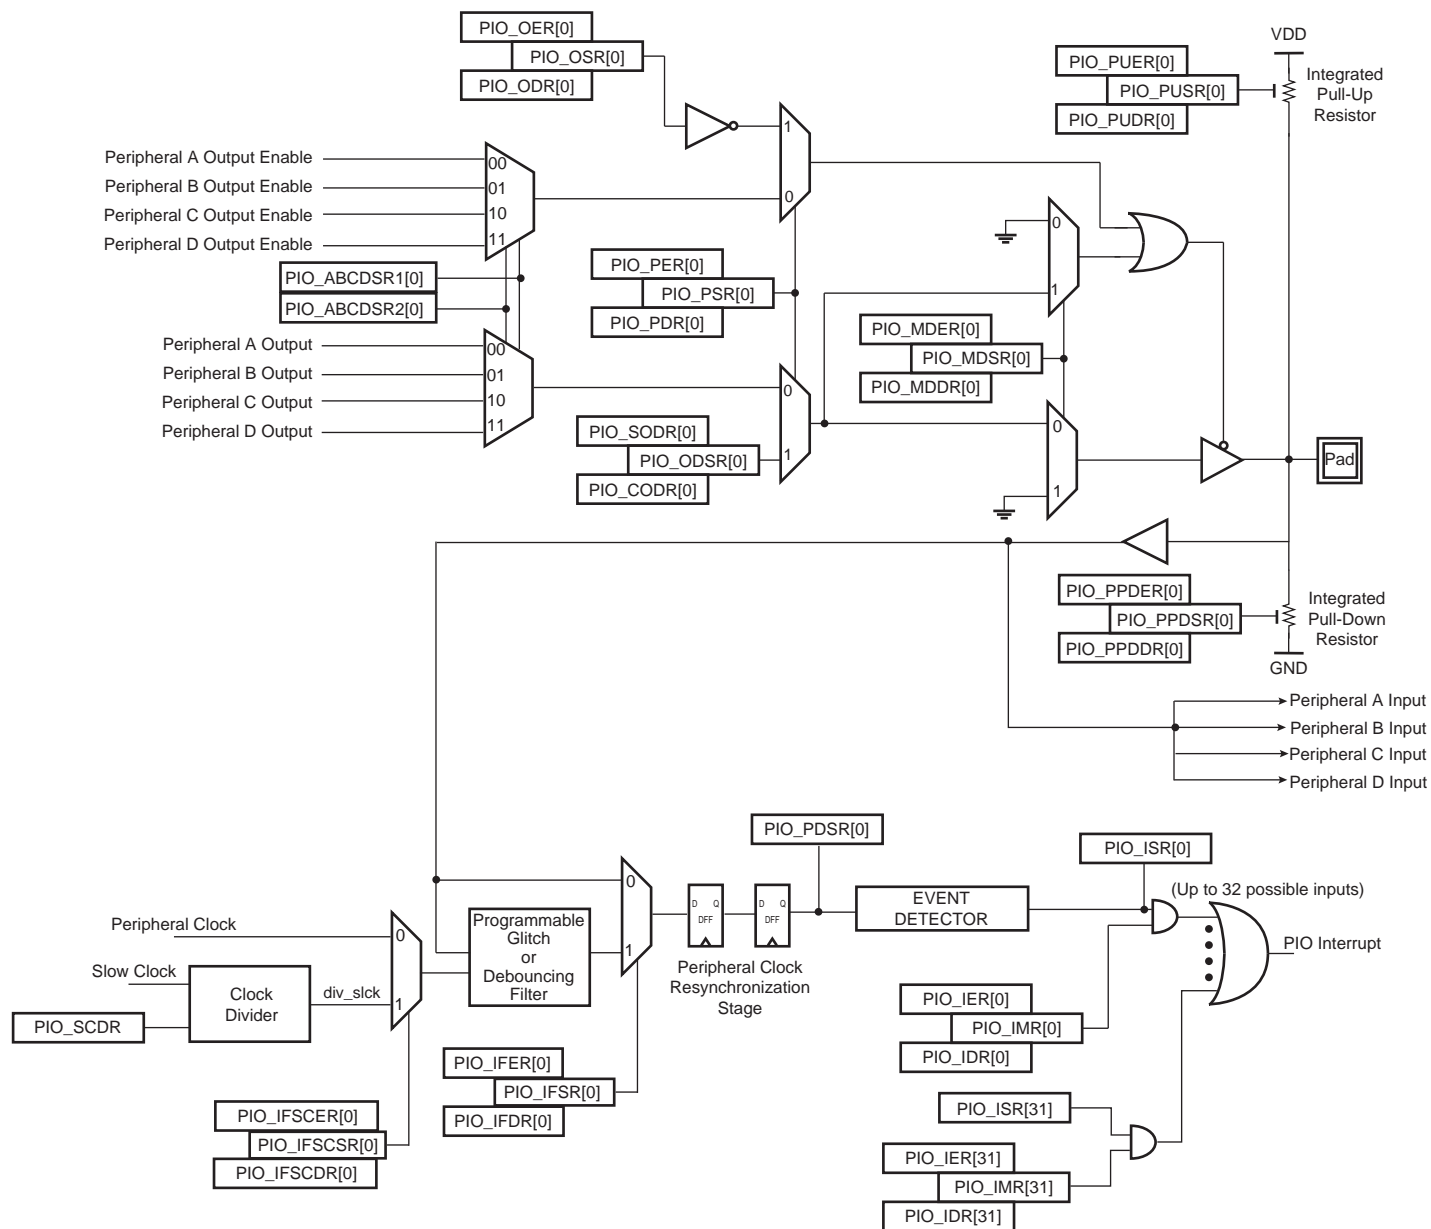 PIO_OER[0]
PIO_OSR[0]
PIO_ODR[0]
VDD
PIO_PUER[0]
PIO_PUSR[0]
PIO_PUDR[0]
Integrated
Pull-Up
Resistor
1
0
Peripheral A Output Enable
Peripheral B Output Enable
Peripheral C Output Enable
Peripheral D Output Enable
00
01
10
11
PIO_ABCDSR1[0]
PIO_ABCDSR2[0]
PIO_PER[0]
PIO_PSR[0]
PIO_PDR[0]
0
1
PIO_MDER[0]
PIO_MDSR[0]
PIO_MDDR[0]
Peripheral A Output
Peripheral B Output
Peripheral C Output
Peripheral D Output
00
01
10
11
0
1
PIO_SODR[0]
PIO_ODSR[0]
PIO_CODR[0]
0
1
Pad
PIO_PPDER[0]
PIO_PPDSR[0]
PIO_PPDDR[0]
Integrated
Pull-Down
Resistor
GND
Peripheral A Input
Peripheral B Input
Peripheral C Input
Peripheral D Input
PIO_PDSR[0]
PIO_ISR[0]
(Up to 32 possible inputs)
Peripheral Clock
Slow Clock
PIO_SCDR
Clock
Divider
div_slck
0
1
Programmable
Glitch
or
Debouncing
Filter
0
1
D Q
DFF
D Q
DFF
Peripheral Clock
Resynchronization
Stage
EVENT
DETECTOR
PIO Interrupt
PIO_IER[0]
PIO_IMR[0]
PIO_IDR[0]
PIO_IFER[0]
PIO_IFSR[0]
PIO_IFDR[0]
PIO_IFSCER[0]
PIO_IFSCSR[0]
PIO_IFSCDR[0]
PIO_ISR[31]
PIO_IER[31]
PIO_IMR[31]
PIO_IDR[31]